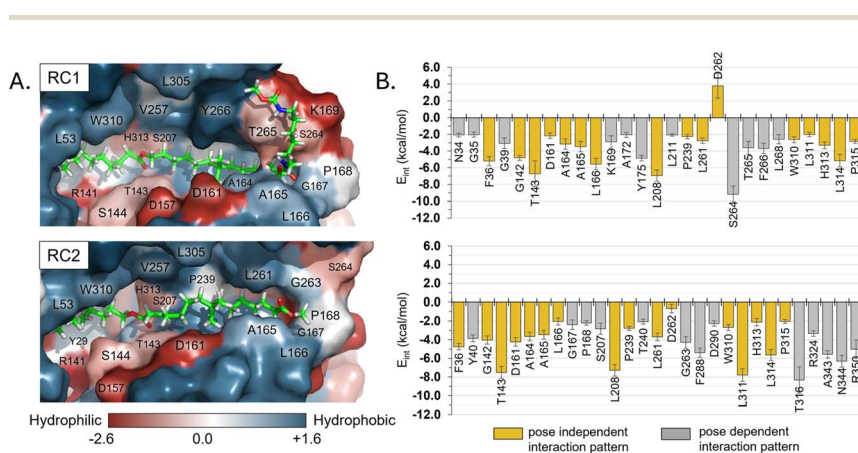 A.
RC1
L305
V257
Y266
K169
W310
T265
S264
L53
H313
S207
P168
G167
R141
T143
A164
A165
S144
D157
D161
L166
RC2
L305
V257
L261
S264
W310
P239
G263
L53
H313
S207
P168
G167
Y29
T143
A165
R141
S144
D161
L166
D157
Hydrophilic
Hydrophobic
-2.6
0.0
+1.6
B.
E int (kcal/mol)
6.0
4.0
2.0
0.0
-2.0
-4.0
-6.0
-8.0
-10.0
-12.0
N34
G35
F36
G39
G142
T143
D161
A164
A165
L166
K169
A172
Y175
L208
L211
P239
L261
D262
S264
T265
F266
L268
W310
L311
H313
L314
P315
E int (kcal/mol)
6.0
4.0
2.0
0.0
-2.0
-4.0
-6.0
-8.0
-10.0
-12.0
F36
Y40
G142
T143
D161
A164
A165
L166
G167
P168
S207
L208
P239
T240
L261
D262
G263
F288
D290
W310
L311
H313
L314
P315
T316
R324
A343
N344
pose independent
interaction pattern
pose dependent
interaction pattern